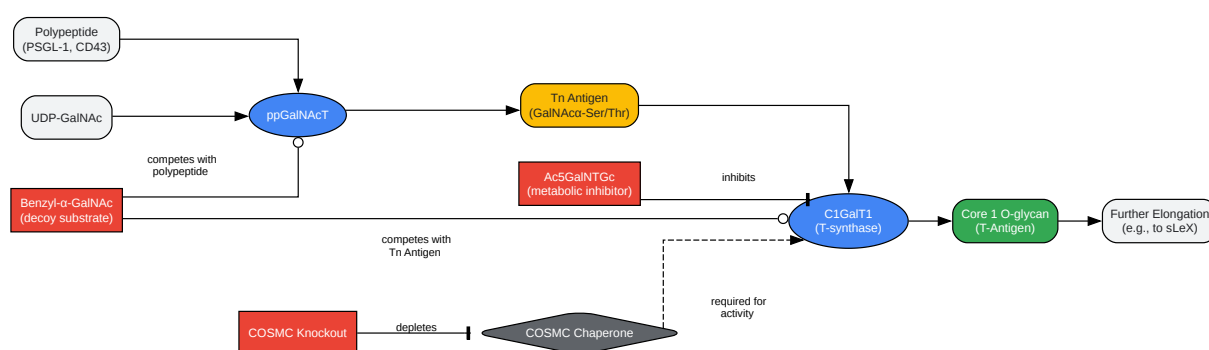 Polypeptide
(PSGL-1, CD43)
UDP-GalNAc
ppGalNAcT
Tn Antigen
(GalNAcα-Ser/Thr)
competes with
polypeptide
Benzyl-α-GalNAc
(decoy substrate)
Ac5GalNTGc
(metabolic inhibitor)
inhibits
C1GalT1
(T-synthase)
Core 1 O-glycan
(T-Antigen)
Further Elongation
(e.g., to sLeX)
competes with
Tn Antigen
required for
activity
COSMC Knockout
depletes
COSMC Chaperone